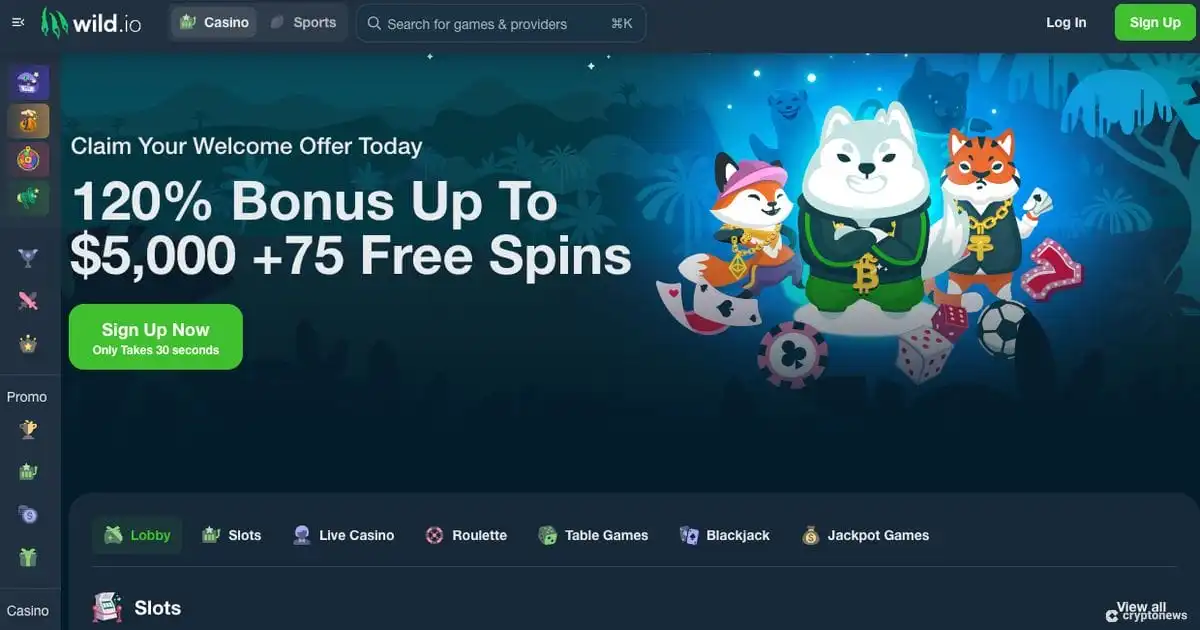 wild.io
Casino
Sports
Search for games & providers
⌘K
Log In
Sign Up
Claim Your Welcome Offer Today
120% Bonus Up To
$5,000 +75 Free Spins
Sign Up Now
Only Takes 30 seconds
Promo
Lobby
Slots
Live Casino
Roulette
Table Games
Blackjack
Jackpot Games
Casino
Slots
View all
cryptonews